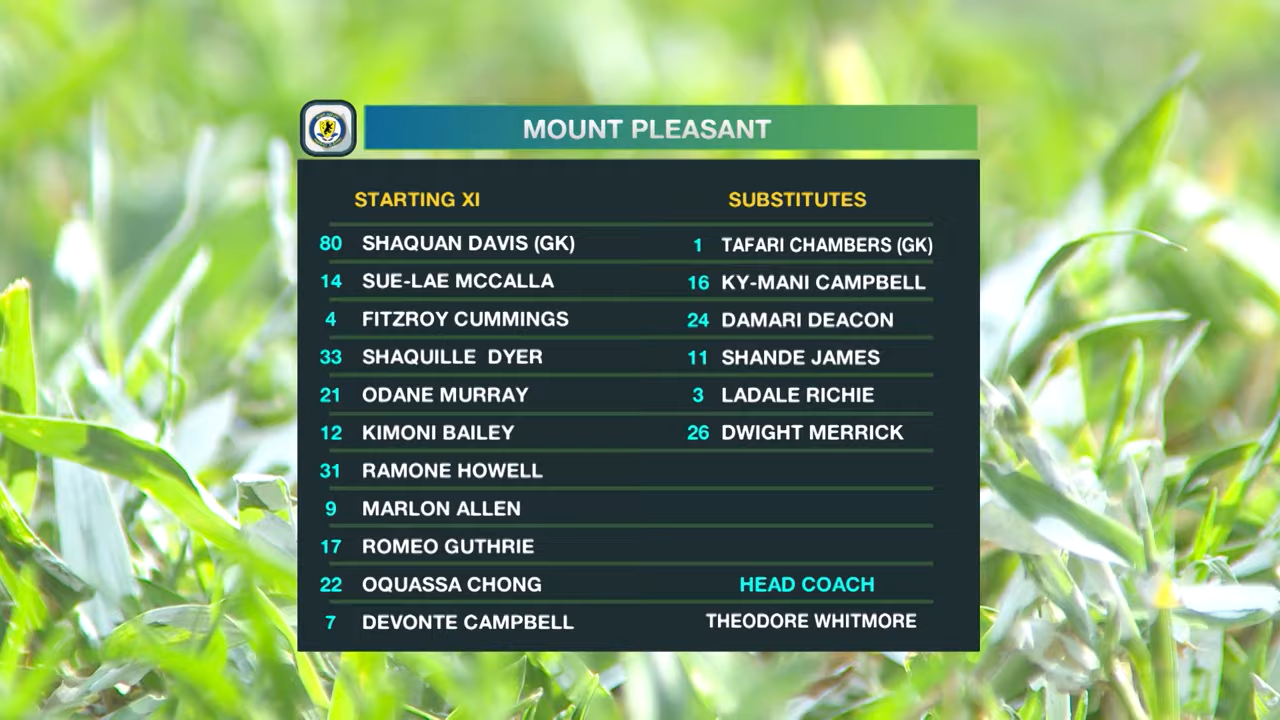 MOUNT PLEASANT
STARTING XI
80 SHAQUAN DAVIS (GK)
14 SUE-LAE MCCALLA
4 FITZROY CUMMINGS
33 SHAQUILLE  DYER
21 ODANE MURRAY
12 KIMONI BAILEY
31 RAMONE HOWELL
9 MARLON ALLEN
17 ROMEO GUTHRIE
22 OQUASSA CHONG
7 DEVONTE CAMPBELL
SUBSTITUTES
1 TAFARI CHAMBERS (GK)
16 KY-MANI CAMPBELL
24 DAMARI DEACON
11 SHANDE JAMES
3 LADALE RICHIE
26 DWIGHT MERRICK
HEAD COACH
THEODORE WHITMORE